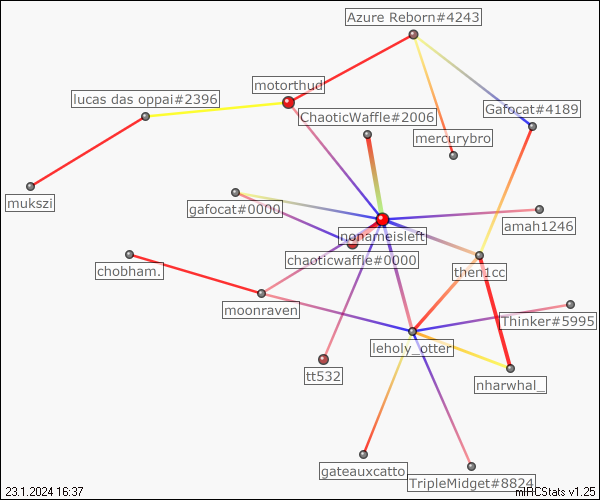 Azure Reborn#4243
motorthud
lucas das oppai#2396
Gafocat#4189
ChaoticWaffle#2006
mercurybro
mukszi
gafocat#0000
amah1246
nonameisleft
chaoticwaffle#0000
chobham.
then1cc
moonraven
Thinker#5995
leholy_otter
tt532
nharwhal_
gateauxcatto
TripleMidget#8824
23.1.2024 16:37
mIRCStats v1.25